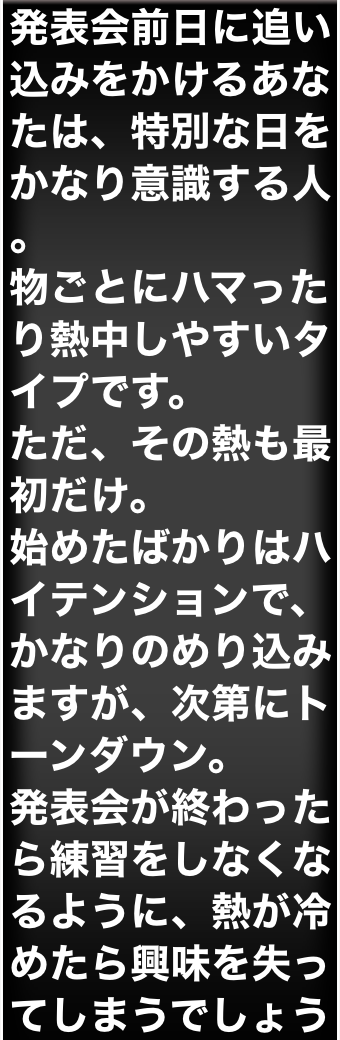 発表会前日に追い
込みをかけるあな
たは、特別な日を
かなり意識する人
。
物ごとにハマった
り熱中しやすいタ
イプです。
ただ、その熱も最
初だけ。
始めたばかりはハ
イテンションで、
かなりのめり込み
ますが、次第にト
ーンダウン。
発表会が終わった
ら練習をしなくな
るように、熱が冷
めたら興味を失っ
てしまうでしょう